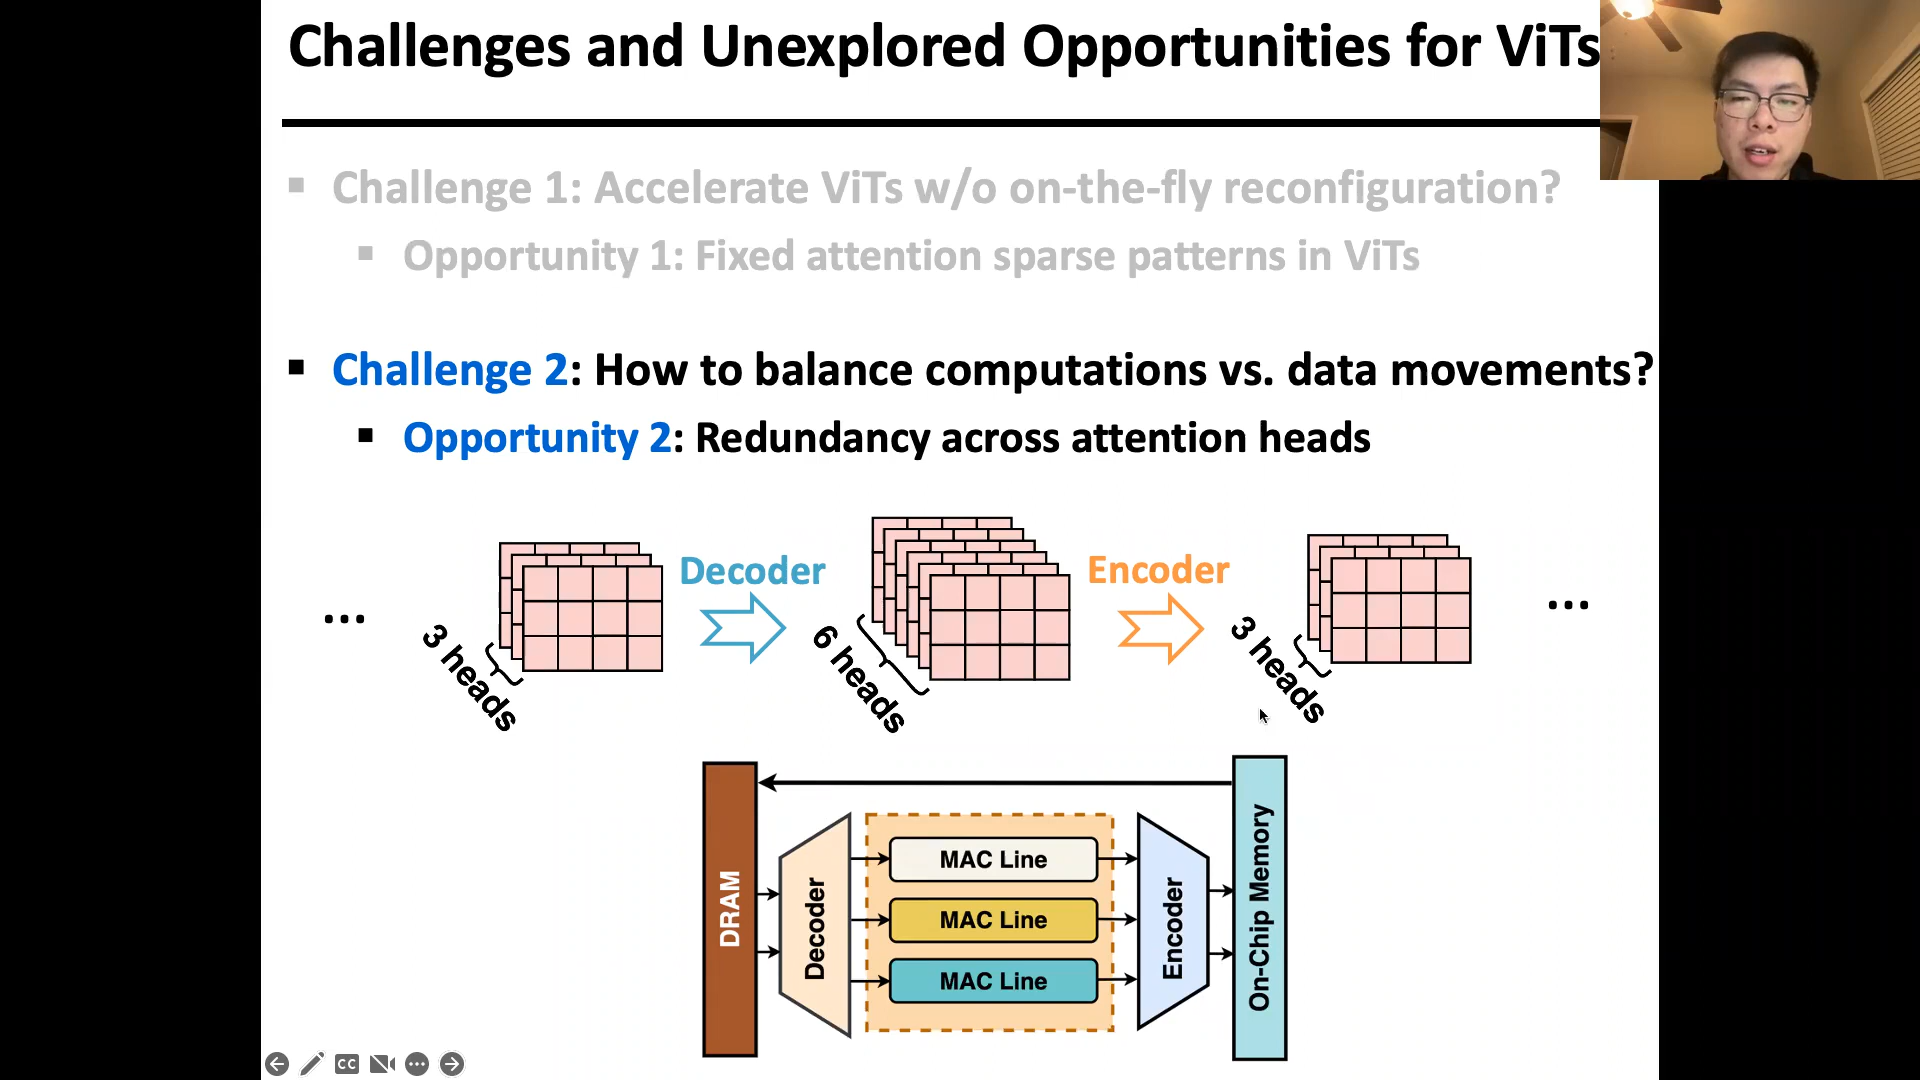 Challenges and Unexplored Opportunities for ViTs
Challenge 1: Accelerate ViTs w/o on-the-fly reconfiguration?
Opportunity 1: Fixed attention sparse patterns in ViTs
Challenge 2: How to balance computations vs. data movements?
Opportunity 2: Redundancy across attention heads
... 3 heads Decoder 6 heads Encoder 3 heads ...
DRAM
Decoder
MAC Line
MAC Line
MAC Line
Encoder
On-Chip Memory
CC